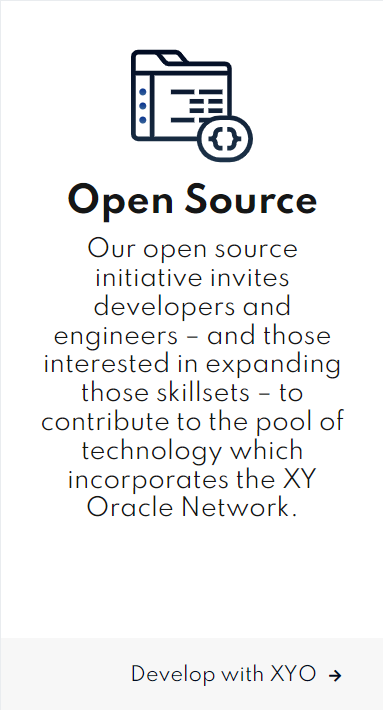 Open Source
Our open source
initiative invites
developers and
engineers – and those
interested in expanding
those skillsets – to
contribute to the pool of
technology which
incorporates the XY
Oracle Network.
Develop with XYO →